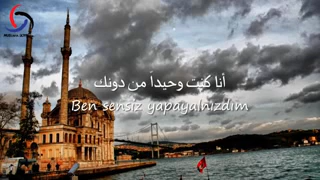 أنا كنت وحيداً من دونك
Ben sensiz yapayalnızdım